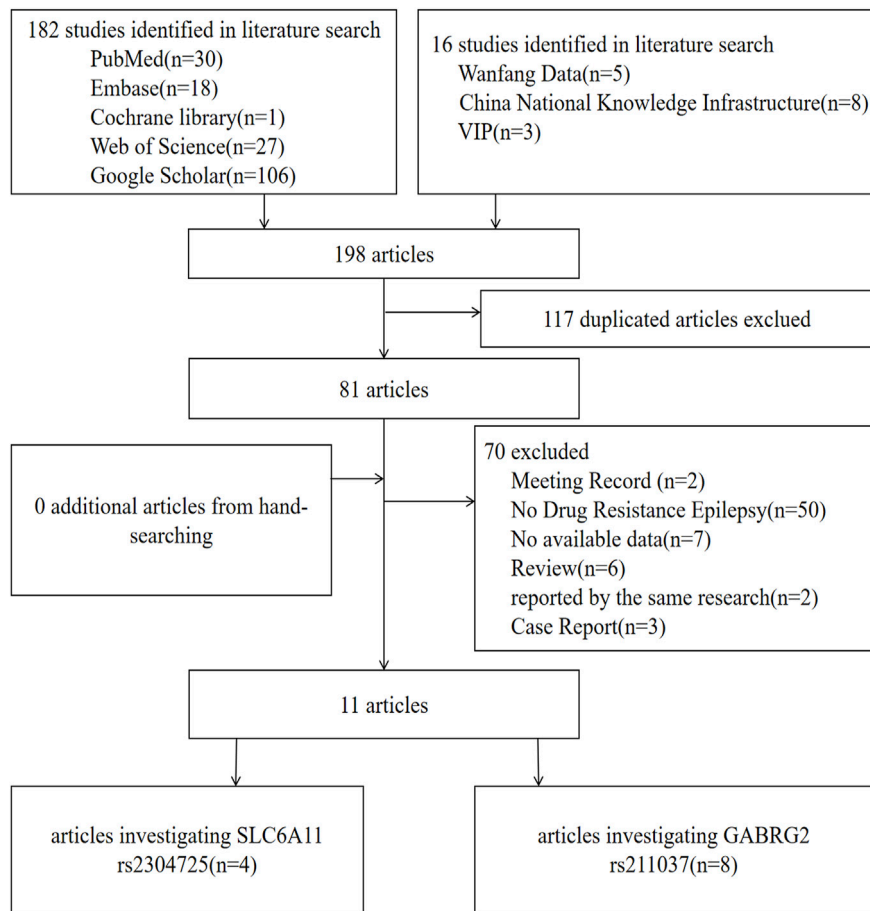 182 studies identified in literature search
PubMed(n=30)
Embase(n=18)
Cochrane library(n=1)
Web of Science(n=27)
Google Scholar(n=106)
16 studies identified in literature search
Wanfang Data(n=5)
China National Knowledge Infrastructure(n=8)
VIP(n=3)
198 articles
117 duplicated articles exclued
81 articles
0 additional articles from hand-
searching
70 excluded
Meeting Record (n=2)
No Drug Resistance Epilepsy(n=50)
No available data(n=7)
Review(n=6)
reported by the same research(n=2)
Case Report(n=3)
11 articles
articles investigating SLC6A11
rs2304725(n=4)
articles investigating GABRG2
rs211037(n=8)